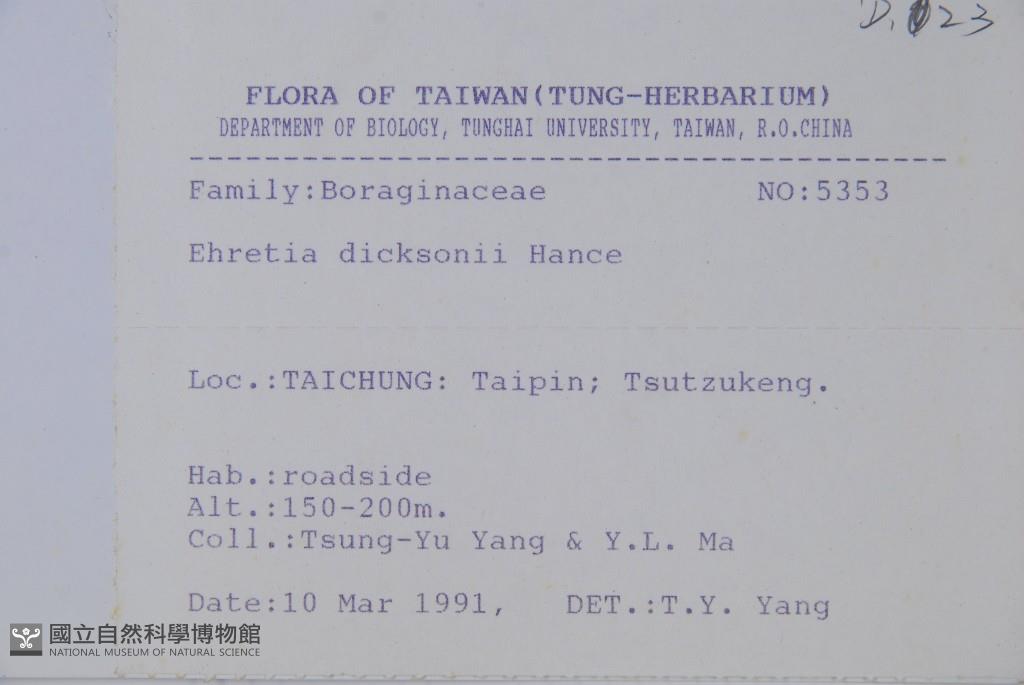 FLORA OF TAIWAN(TUNG-HERBARIUM)
DEPARTMENT OF BIOLOGY, TUNGHAI UNIVERSITY, TAIWAN, R.O.CHINA
Family:Boraginaceae NO:5353
Ehretia dicksonii Hance
Loc.:TAICHUNG: Taipin; Tsutzukeng.
Hab.:roadside
Alt.:150-200m.
Coll.:Tsung-Yu Yang & Y.L. Ma
Date:10 Mar 1991, DET.:T.Y. Yang
國立自然科學博物館
NATIONAL MUSEUM OF NATURAL SCIENCE